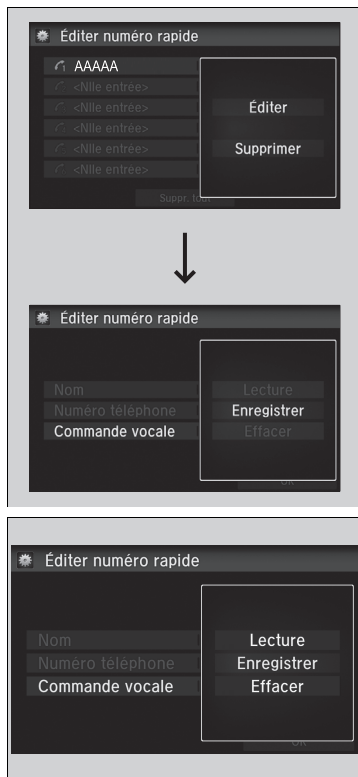 Éditer numéro rapide
AAAAA
<Nlle entrée>
<Nlle entrée>
<Nlle entrée>
<Nlle entrée>
<Nlle entrée>
Éditer
Supprimer
Suppr. tout
Éditer numéro rapide
Nom
Lecture
Numéro téléphone
Enregistrer
Commande vocale
Effacer
OK
Éditer numéro rapide
Nom
Lecture
Numéro téléphone
Enregistrer
Commande vocale
Effacer
OK